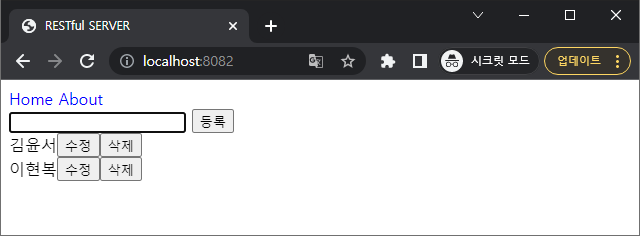 RESTful SERVER
localhost:8082
시크릿 모드
업데이트
Home About
등록
김윤서 수정 삭제
이현복 수정 삭제